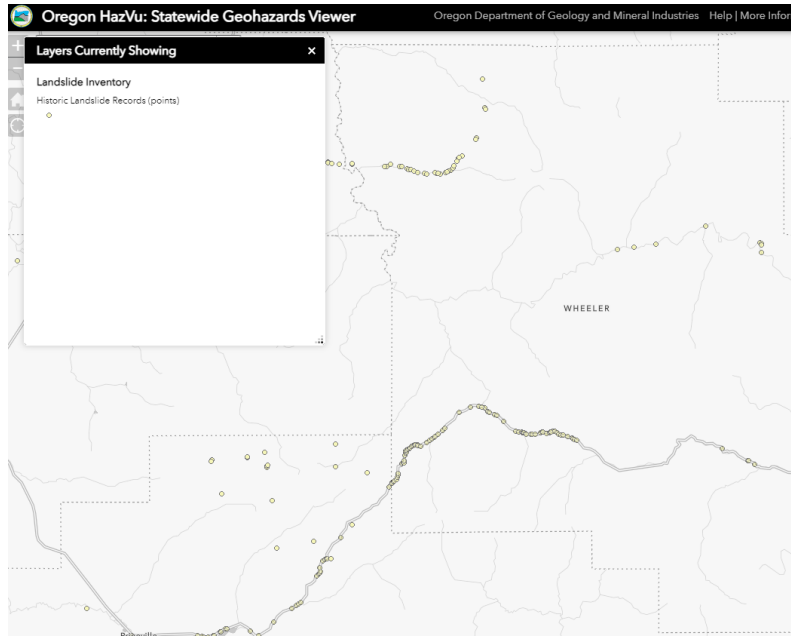 Oregon HazVu: Statewide Geohazards Viewer
Oregon Department of Geology and Mineral Industries Help | More Infor
Layers Currently Showing ×
Landslide Inventory
Historic Landslide Records (points)
WHEELER